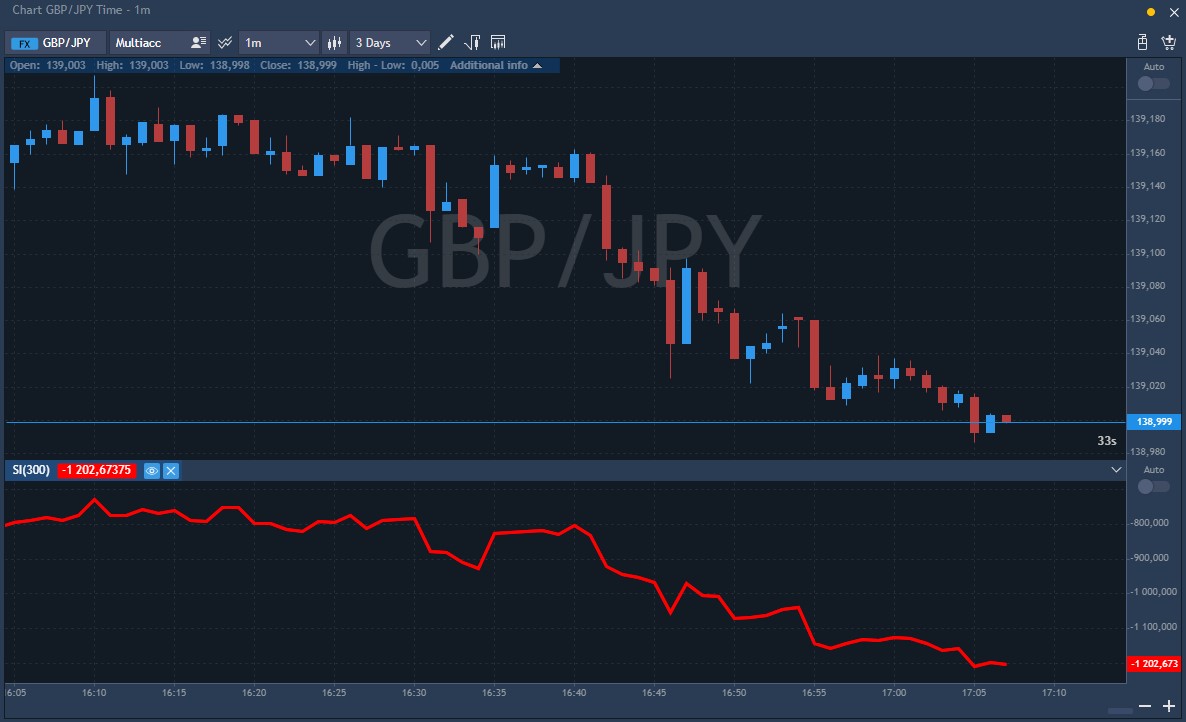 Chart GBP/JPY Time - 1m
FX GBP/JPY Multiacc 1m 3 Days
Open: 139,003 High: 139,003 Low: 138,998 Close: 138,999 High - Low: 0,005 Additional info
Auto
139,180
139,160
139,140
139,120
GBP/JPY
139,100
139,080
139,060
139,040
139,020
138,999
33s
138,980
SI(300) -1 202,67375
Auto
-800,000
-900,000
-1 000,000
-1 100,000
-1 202,673
16:05 16:10 16:15 16:20 16:25 16:30 16:35 16:40 16:45 16:50 16:55 17:00 17:05 17:10